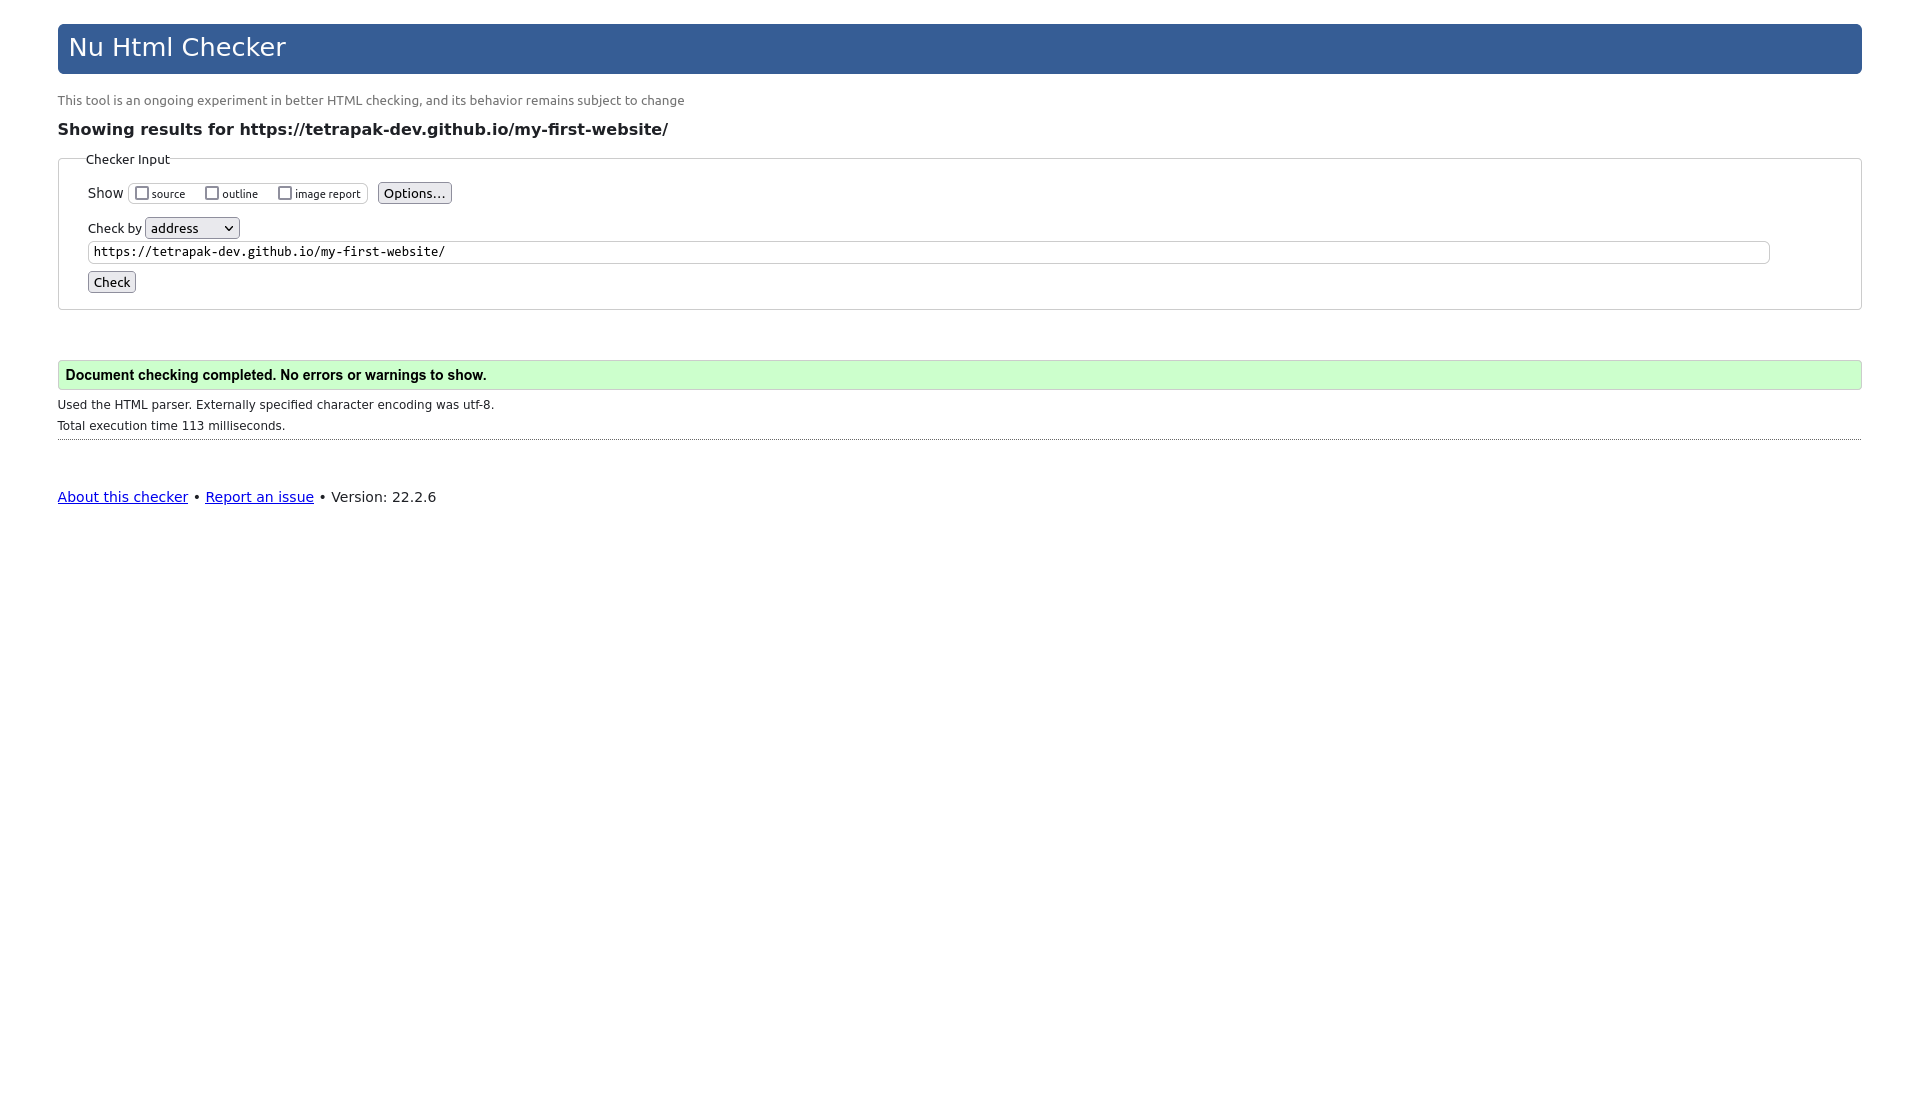 Nu Html Checker
This tool is an ongoing experiment in better HTML checking, and its behavior remains subject to change
Showing results for https://tetrapak-dev.github.io/my-first-website/
Checker Input
Show source outline image report Options...
Check by address
https://tetrapak-dev.github.io/my-first-website/
Check
Document checking completed. No errors or warnings to show.
Used the HTML parser. Externally specified character encoding was utf-8.
Total execution time 113 milliseconds.
About this checker • Report an issue • Version: 22.2.6